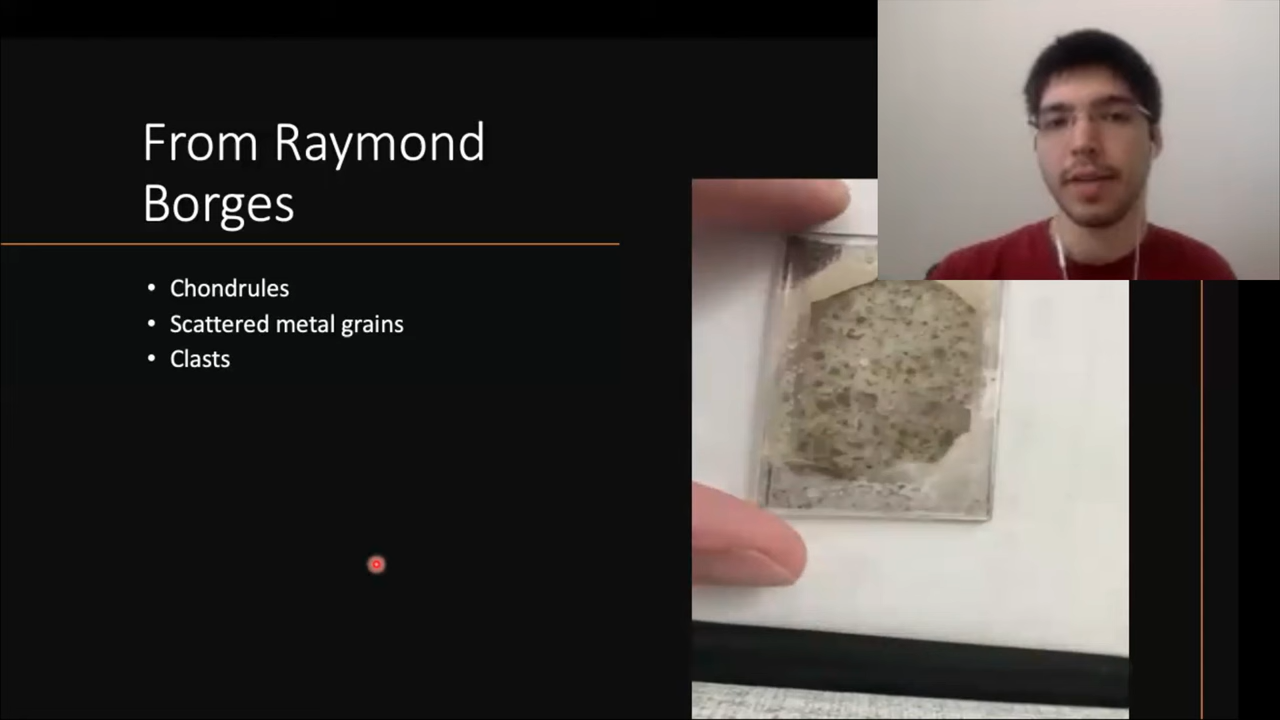 From Raymond
Borges
• Chondrules
• Scattered metal grains
• Clasts